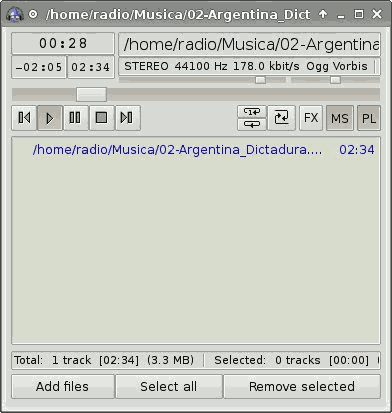 /home/radio/Musica/02-Argentina_Dict
00:28
/home/radio/Musica/02-Argentina
-02:05 02:34
STEREO 44100 Hz 178.0 kbit/s Ogg Vorbis
FX MS PL
/home/radio/Musica/02-Argentina_Dictadura.... 02:34
Total: 1 track [02:34] (3.3 MB) Selected: 0 tracks [00:00] (
Add files Select all Remove selected